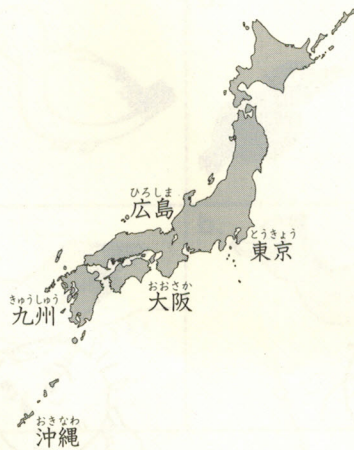 ひろしま
広島
とうきょう
東京
おおさか
大阪
きゅうしゅう
九州
おきなわ
沖縄